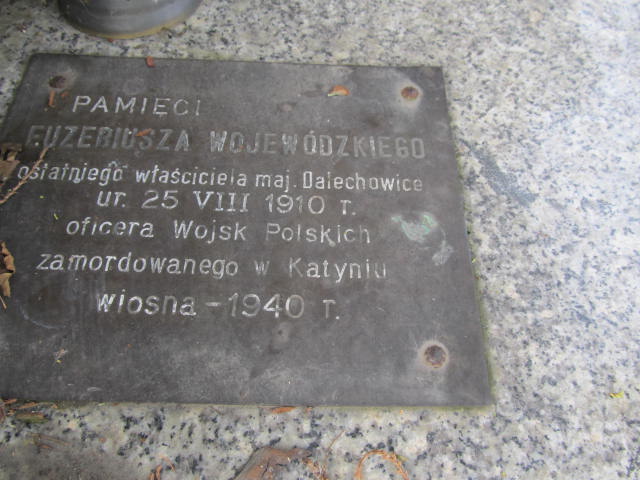 PAMIĘCI
EUZEBIUSZA WOJEWÓDZKIEGO
ostatniego właściciela maj. Dalechowice
ur. 25 VIII 1910 r.
oficera Wojsk Polskich
zamordowanego w Katyniu
wiosna - 1940 r.